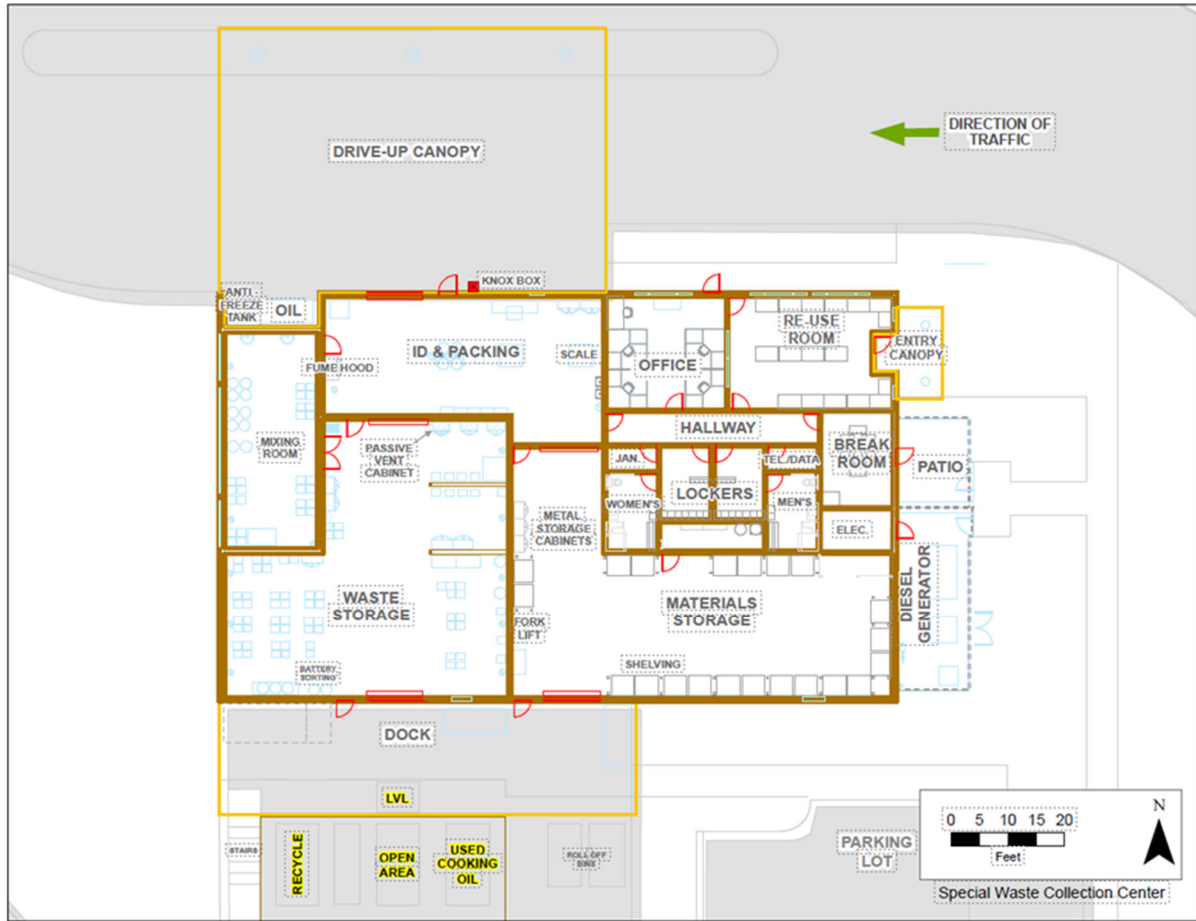 DRIVE-UP CANOPY
DIRECTION OF
TRAFFIC
KNOX BOX
ANTI -
FREEZE
TANK
OIL
ID & PACKING
SCALE
FUME HOOD
OFFICE
RE-USE
ROOM
ENTRY
CANOPY
HALLWAY
MIXING
ROOM
PASSIVE
VENT
CABINET
JAN.
TEL./DATA
BREAK
ROOM
PATIO
LOCKERS
WOMEN'S
MEN'S
METAL
STORAGE
CABINETS
ELEC.
WASTE
STORAGE
FORK
LIFT
MATERIALS
STORAGE
DIESEL
GENERATOR
BATTERY
SORTING
SHELVING
DOCK
LVL
STAIRS
RECYCLE
OPEN
AREA
USED
COOKING
OIL
ROLL OFF
BINS
PARKING
LOT
N
0 5 10 15 20
Feet
Special Waste Collection Center